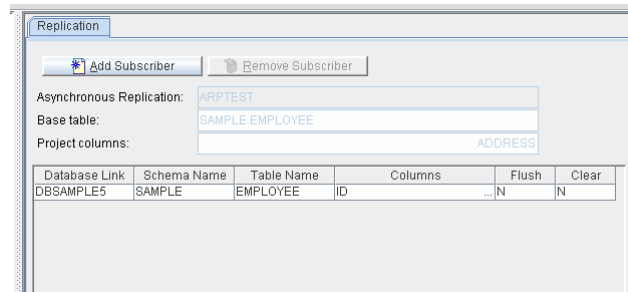 Replication
Add Subscriber Remove Subscriber
Asynchronous Replication: ARPTEST
Base table: SAMPLE.EMPLOYEE
Project columns: ADDRESS
Database Link Schema Name Table Name Columns Flush Clear
DBSAMPLE5 SAMPLE EMPLOYEE ID ... N N